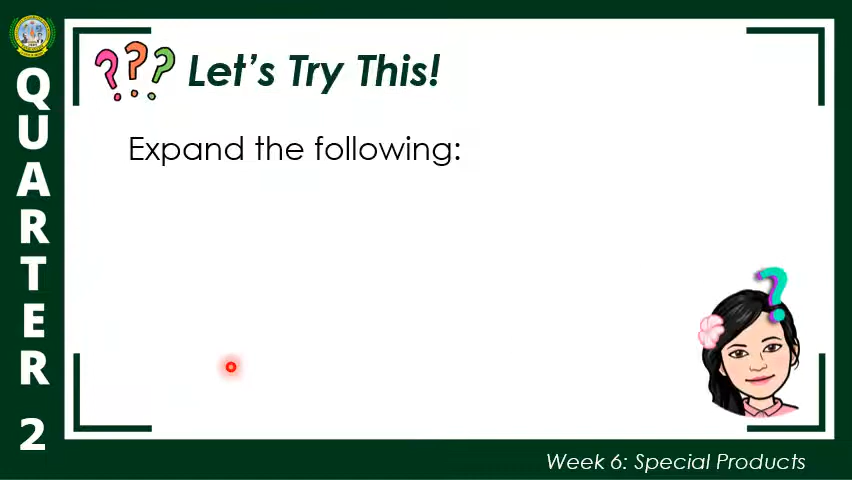 QUARTER 2
??? Let's Try This!
Expand the following:
?
Week 6: Special Products